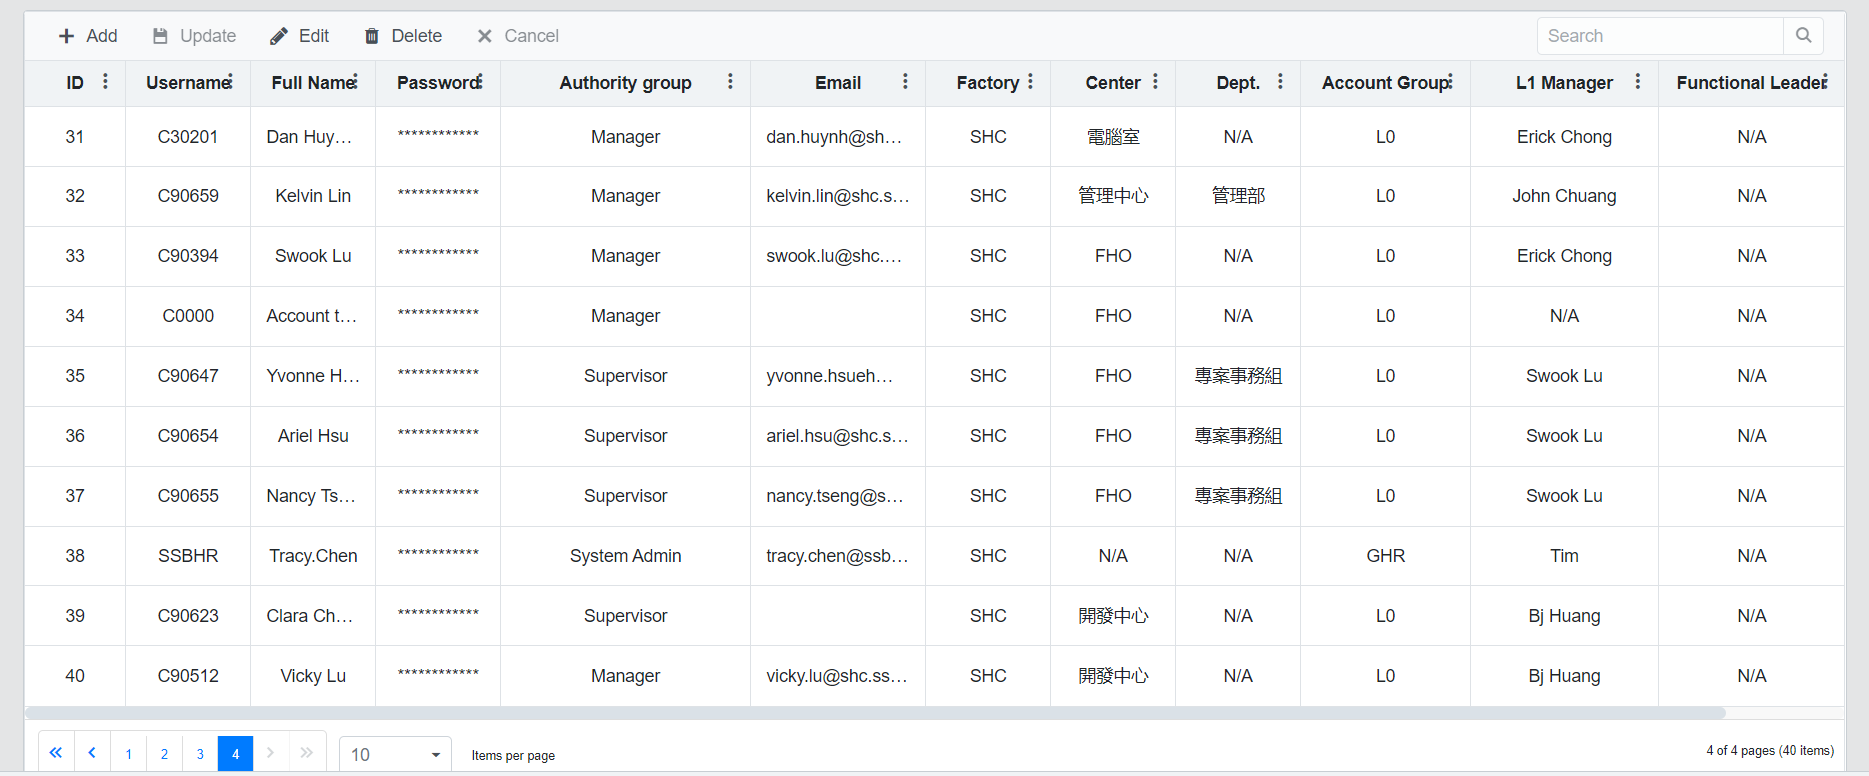 Add Update Edit Delete Cancel Search
ID Username Full Name Password Authority group Email Factory Center Dept. Account Group L1 Manager Functional Leader
31 C30201 Dan Huy... ************ Manager dan.huynh@sh... SHC 電腦室 N/A L0 Erick Chong N/A
32 C90659 Kelvin Lin ************ Manager kelvin.lin@shc.s... SHC 管理中心 管理部 L0 John Chuang N/A
33 C90394 Swook Lu ************ Manager swook.lu@shc.... SHC FHO N/A L0 Erick Chong N/A
34 C0000 Account t... ************ Manager SHC FHO N/A L0 N/A N/A
35 C90647 Yvonne H... ************ Supervisor yvonne.hsueh... SHC FHO 專案事務組 L0 Swook Lu N/A
36 C90654 Ariel Hsu ************ Supervisor ariel.hsu@shc.s... SHC FHO 專案事務組 L0 Swook Lu N/A
37 C90655 Nancy Ts... ************ Supervisor nancy.tseng@s... SHC FHO 專案事務組 L0 Swook Lu N/A
38 SSBHR Tracy.Chen ************ System Admin tracy.chen@ssb... SHC N/A N/A GHR Tim N/A
39 C90623 Clara Ch... ************ Supervisor SHC 開發中心 N/A L0 Bj Huang N/A
40 C90512 Vicky Lu ************ Manager vicky.lu@shc.ss... SHC 開發中心 N/A L0 Bj Huang N/A
1 2 3 4 10 Items per page 4 of 4 pages (40 items)